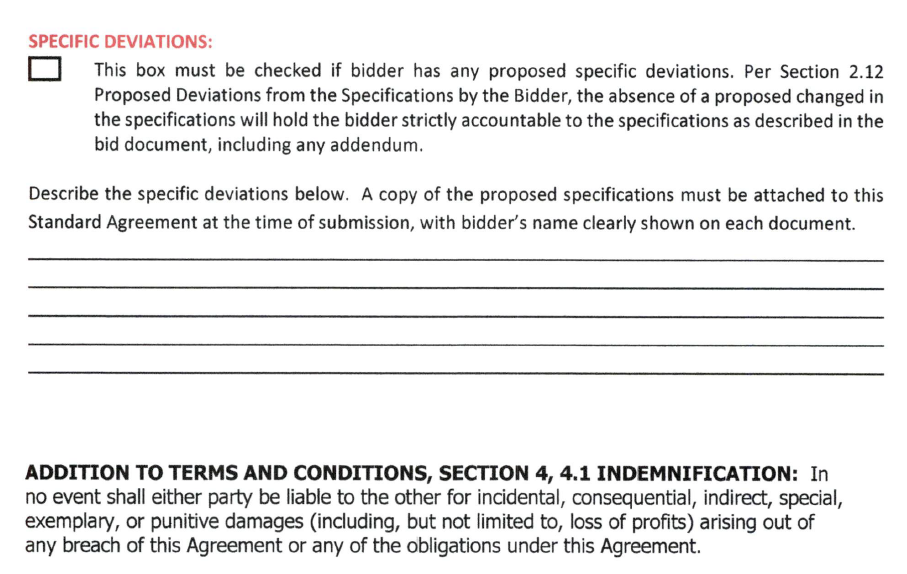 SPECIFIC DEVIATIONS:
This box must be checked if bidder has any proposed specific deviations. Per Section 2.12
Proposed Deviations from the Specifications by the Bidder, the absence of a proposed changed in
the specifications will hold the bidder strictly accountable to the specifications as described in the
bid document, including any addendum.
Describe the specific deviations below. A copy of the proposed specifications must be attached to this
Standard Agreement at the time of submission, with bidder's name clearly shown on each document.
ADDITION TO TERMS AND CONDITIONS, SECTION 4, 4.1 INDEMNIFICATION: In
no event shall either party be liable to the other for incidental, consequential, indirect, special,
exemplary, or punitive damages (including, but not limited to, loss of profits) arising out of
any breach of this Agreement or any of the obligations under this Agreement.